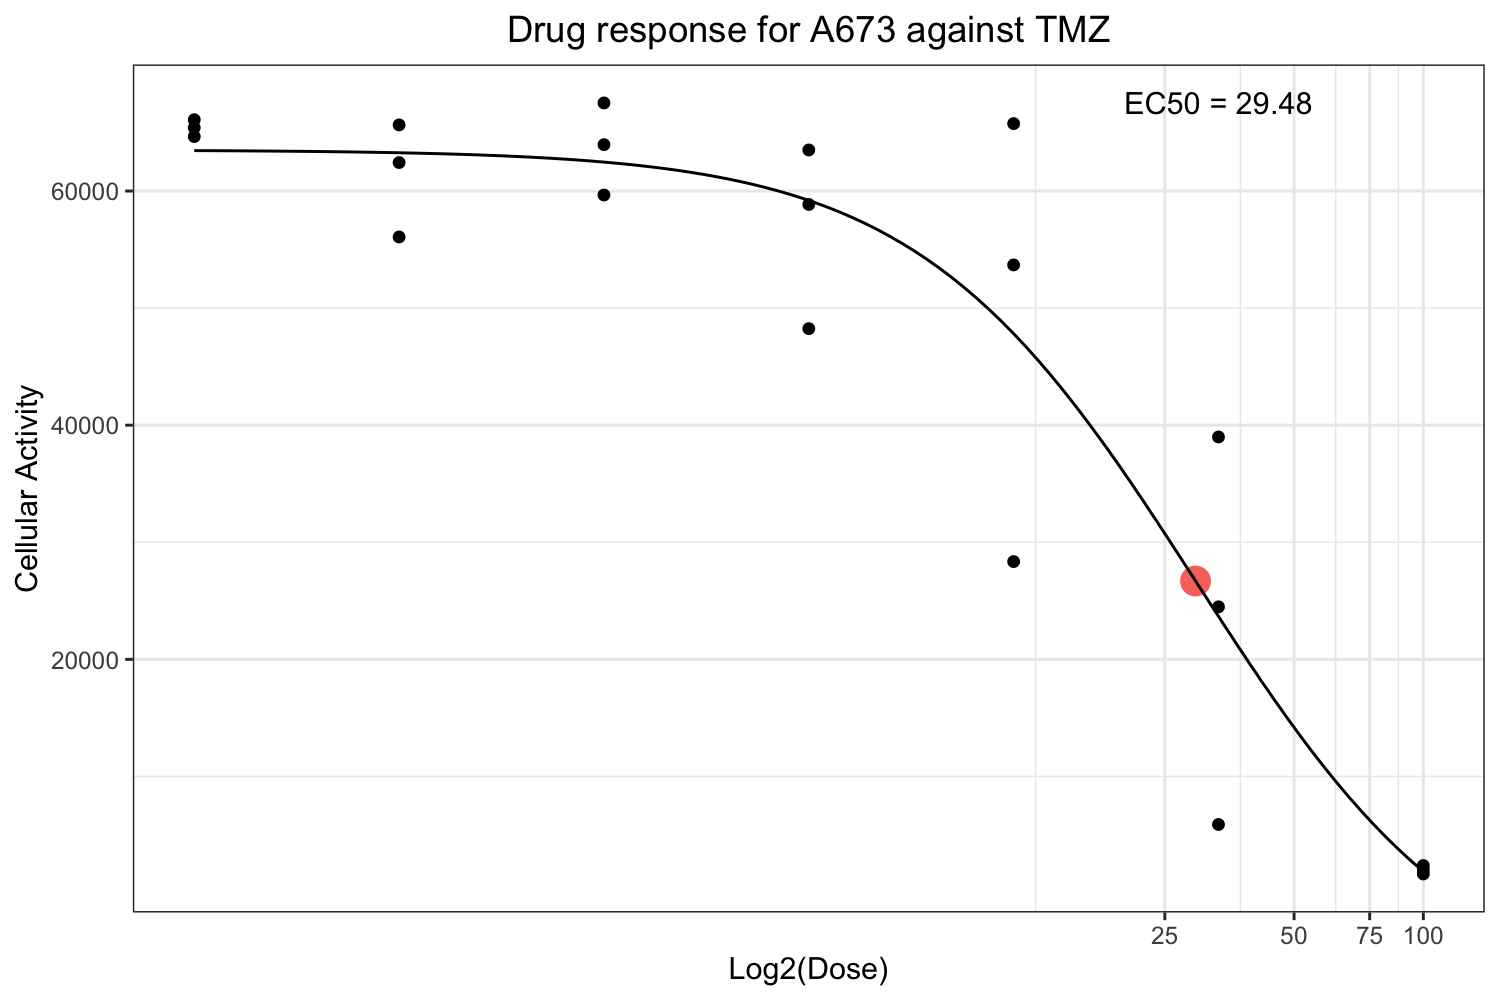 Drug response for A673 against TMZ
EC50 = 29.48
60000
40000
20000
Cellular Activity
25 50 75 100
Log2(Dose)